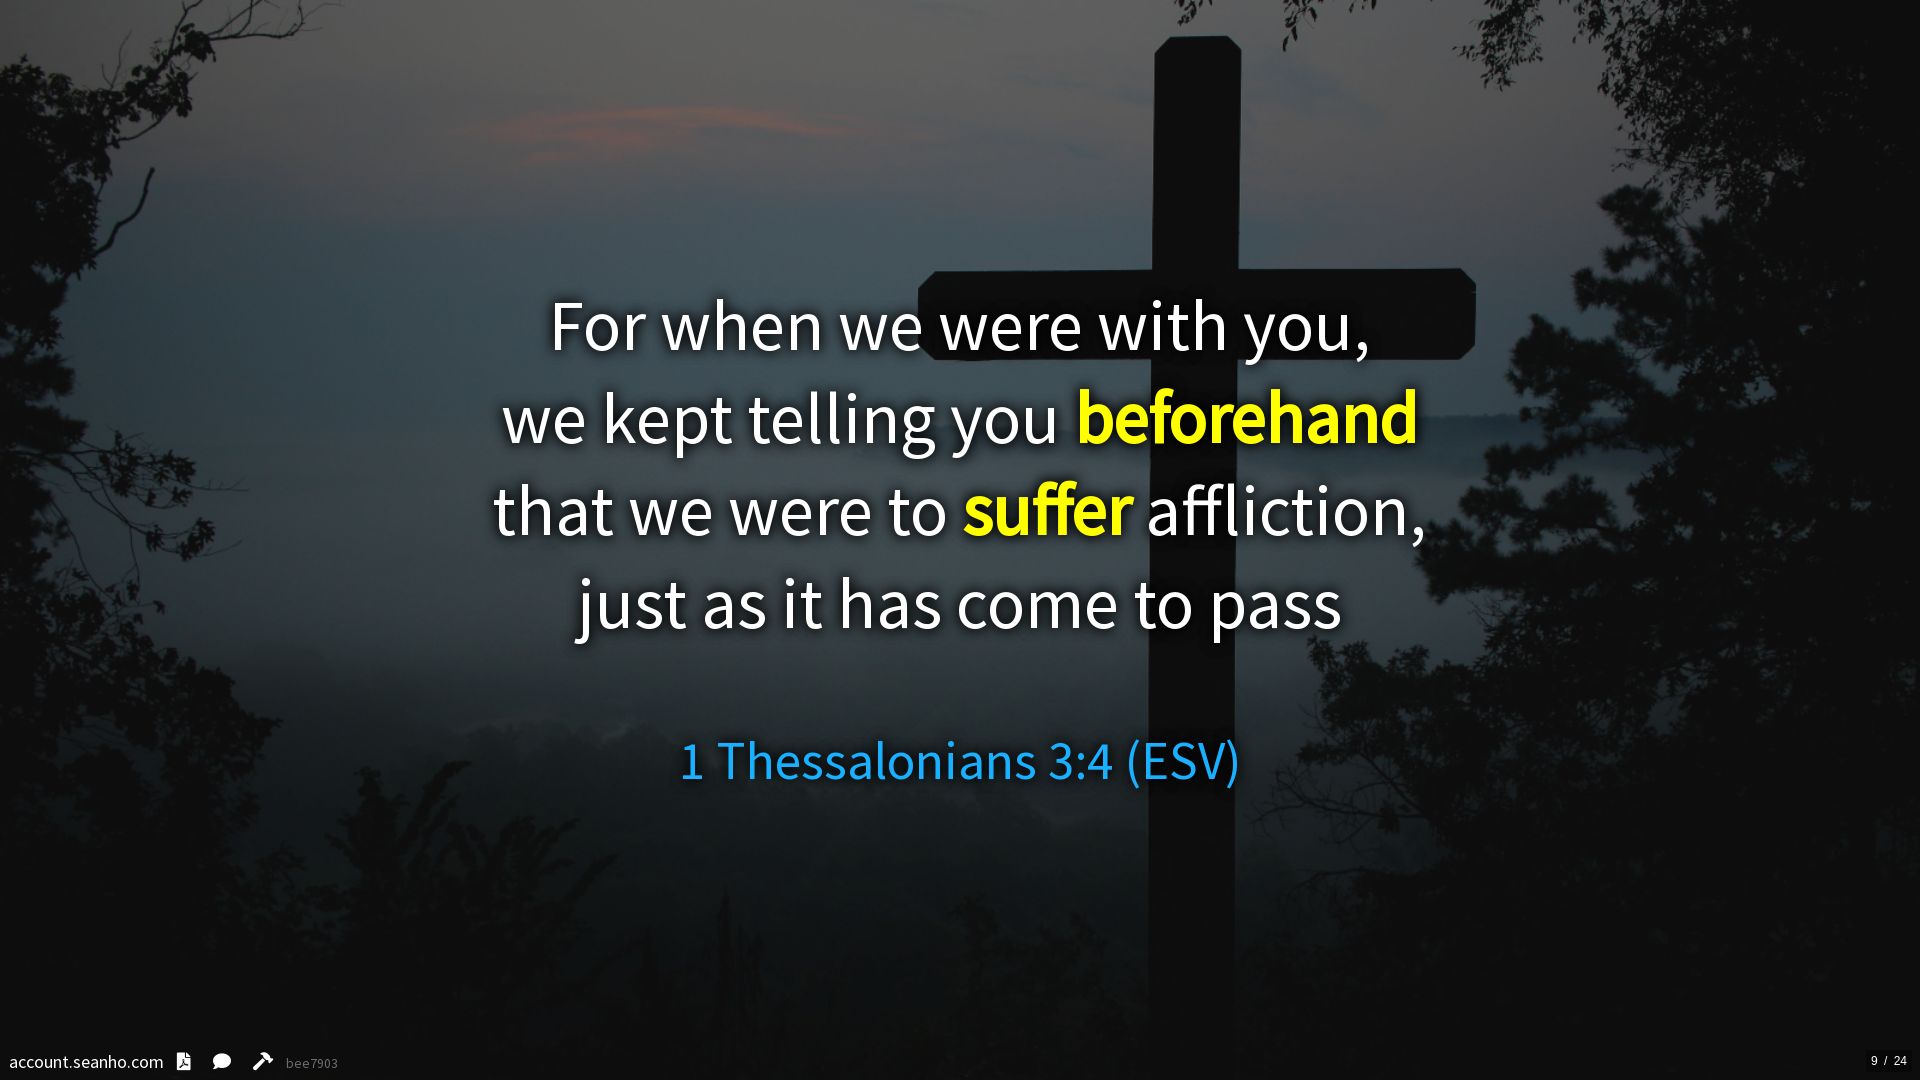 For when we were with you,
we kept telling you beforehand
that we were to suffer affliction,
just as it has come to pass
1 Thessalonians 3:4 (ESV)
account.seanho.com bee7903
9 / 24